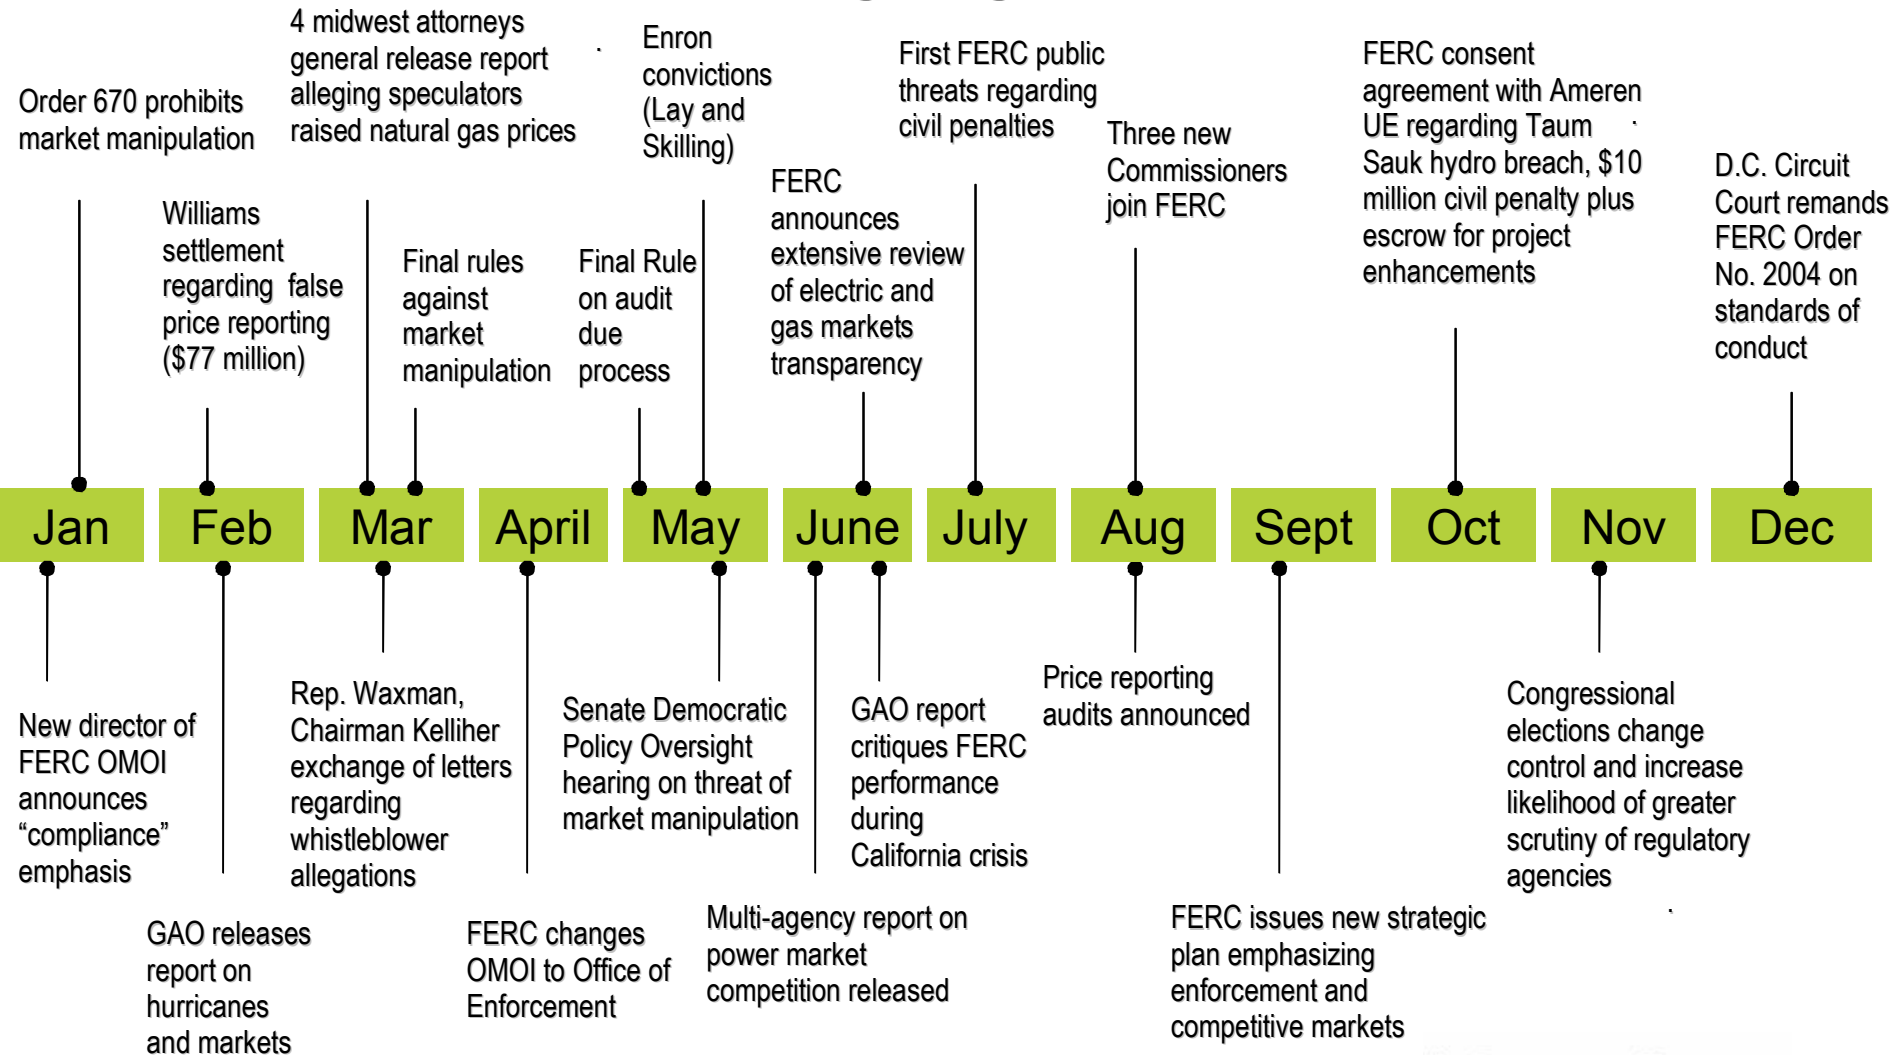 4 midwest attorneys
general release report
alleging speculators
raised natural gas prices
Enron
convictions
(Lay and
Skilling)
First FERC public
threats regarding
civil penalties
FERC consent
agreement with Ameren
UE regarding Taum
Sauk hydro breach, $10
million civil penalty plus
escrow for project
enhancements
Order 670 prohibits
market manipulation
Three new
Commissioners
join FERC
D.C. Circuit
Court remands
FERC Order
No. 2004 on
standards of
conduct
Williams
settlement
regarding false
price reporting
($77 million)
Final rules
against
market
manipulation
Final Rule
on audit
due
process
FERC
announces
extensive review
of electric and
gas markets
transparency
Jan Feb Mar April May June July Aug Sept Oct Nov Dec
New director of
FERC OMOI
announces
“compliance”
emphasis
Rep. Waxman,
Chairman Kelliher
exchange of letters
regarding
whistleblower
allegations
Senate Democratic
Policy Oversight
hearing on threat of
market manipulation
GAO report
critiques FERC
performance
during
California crisis
Price reporting
audits announced
Congressional
elections change
control and increase
likelihood of greater
scrutiny of regulatory
agencies
GAO releases
report on
hurricanes
and markets
FERC changes
OMOI to Office of
Enforcement
Multi-agency report on
power market
competition released
FERC issues new strategic
plan emphasizing
enforcement and
competitive markets